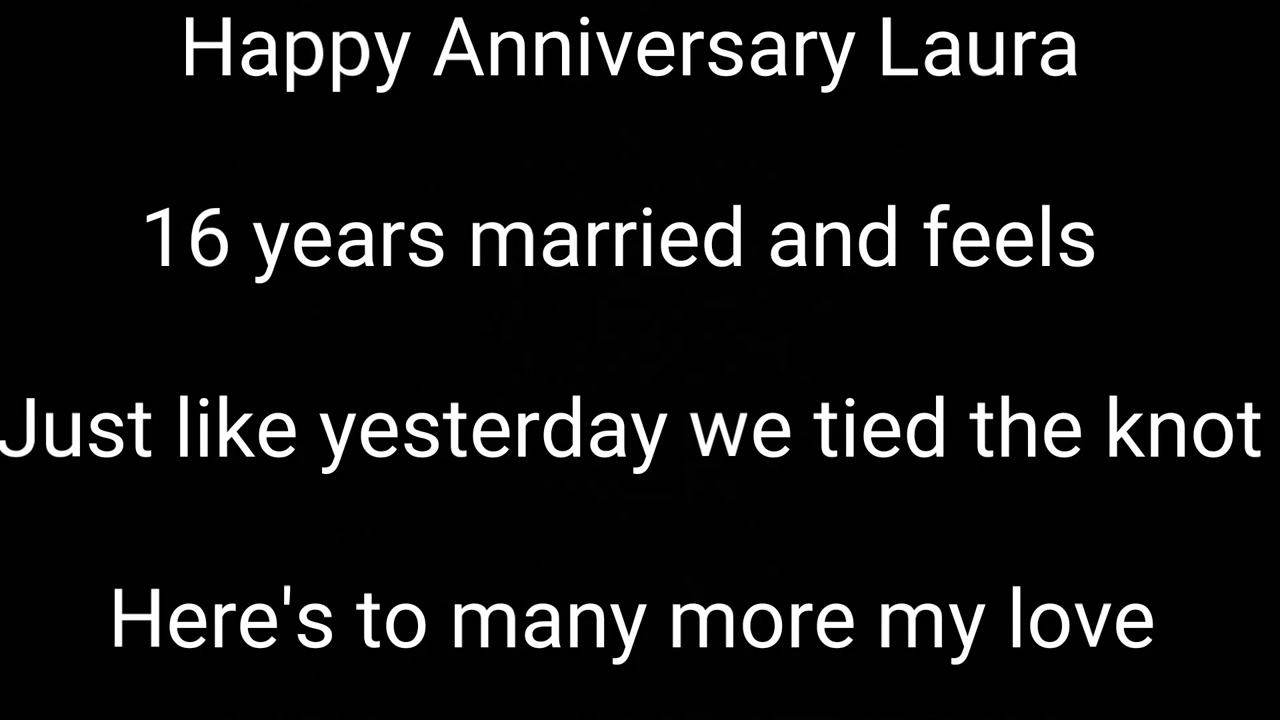 Happy Anniversary Laura
16 years married and feels
Just like yesterday we tied the knot
Here's to many more my love